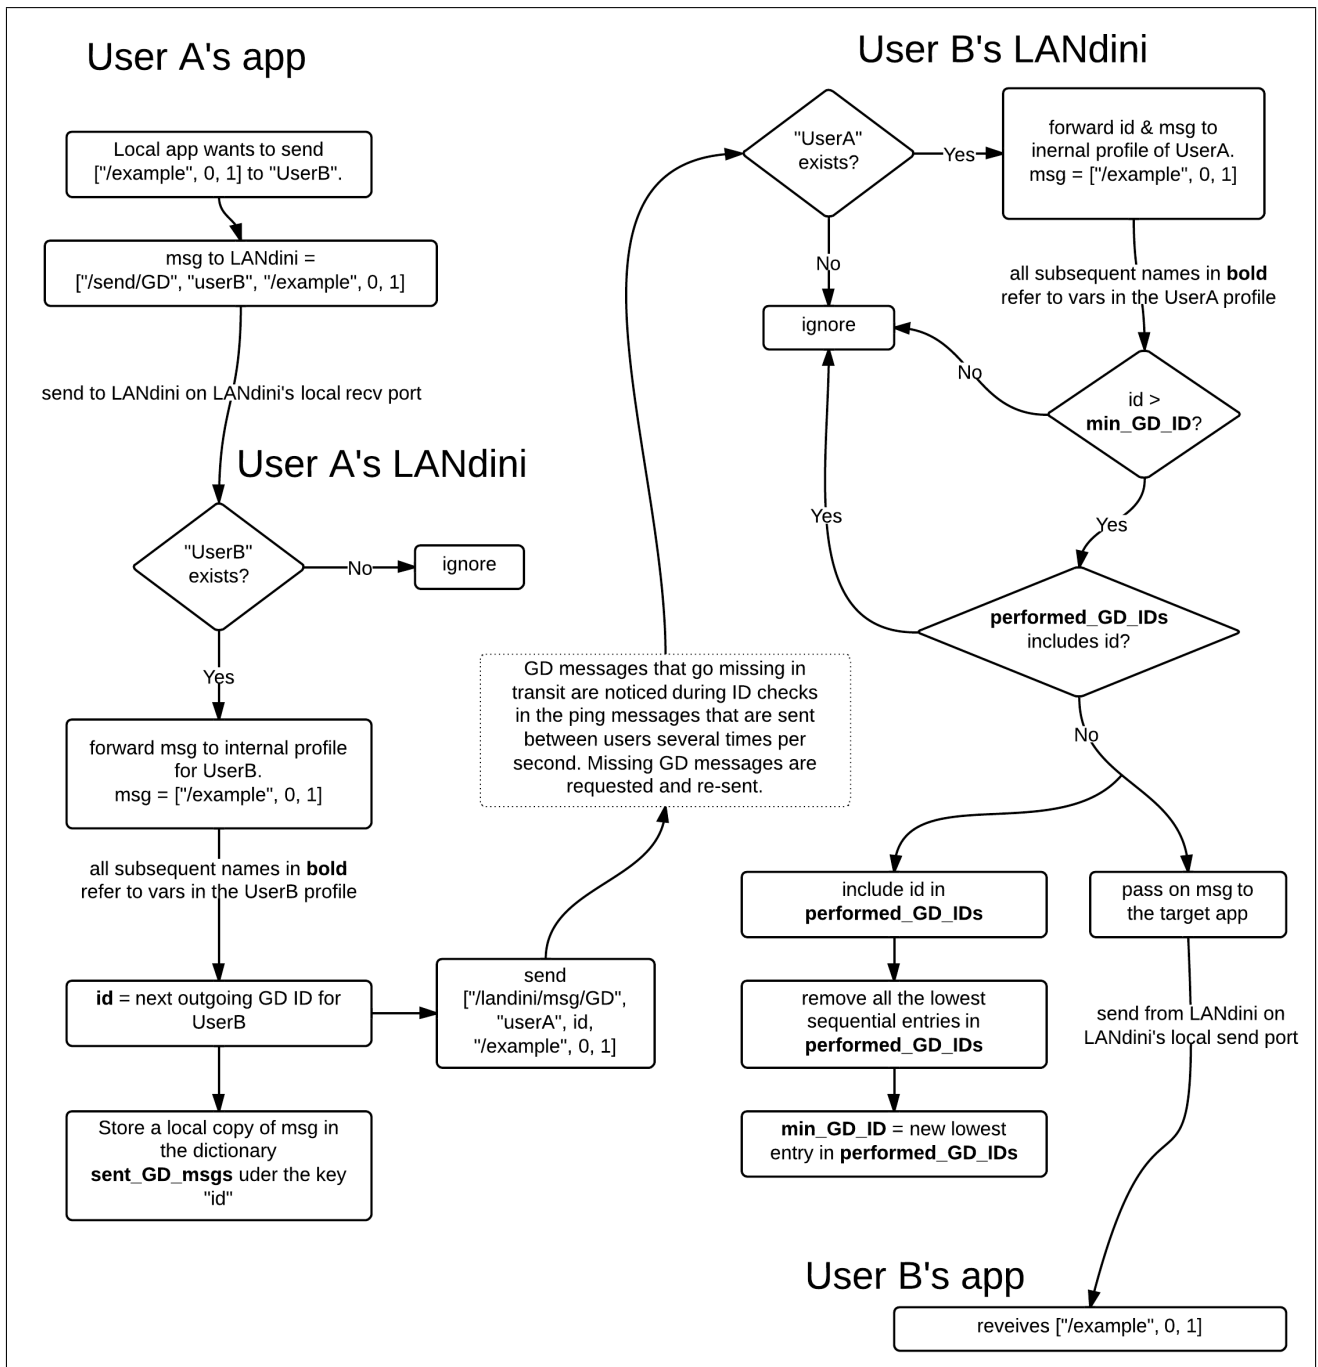 User A's app
Local app wants to send
["/example", 0, 1] to "UserB".
msg to LANdini =
["/send/GD", "userB", "/example", 0, 1]
send to LANdini on LANdini's local recv port
User A's LANdini
"UserB"
exists?
No
ignore
Yes
forward msg to internal profile
for UserB.
msg = ["/example", 0, 1]
all subsequent names in bold
refer to vars in the UserB profile
id = next outgoing GD ID for
UserB
Store a local copy of msg in
the dictionary
sent_GD_msgs uder the key
"id"
send
["/landini/msg/GD",
"userA", id,
"/example", 0, 1]
GD messages that go missing in
transit are noticed during ID checks
in the ping messages that are sent
between users several times per
second. Missing GD messages are
requested and re-sent.
User B's LANdini
"UserA"
exists?
Yes
forward id & msg to
inernal profile of UserA.
msg = ["/example", 0, 1]
No
ignore
all subsequent names in bold
refer to vars in the UserA profile
No
id >
min_GD_ID?
Yes
Yes
performed_GD_IDs
includes id?
No
include id in
performed_GD_IDs
remove all the lowest
sequential entries in
performed_GD_IDs
min_GD_ID = new lowest
entry in performed_GD_IDs
pass on msg to
the target app
send from LANdini on
LANdini's local send port
User B's app
reveives ["/example", 0, 1]